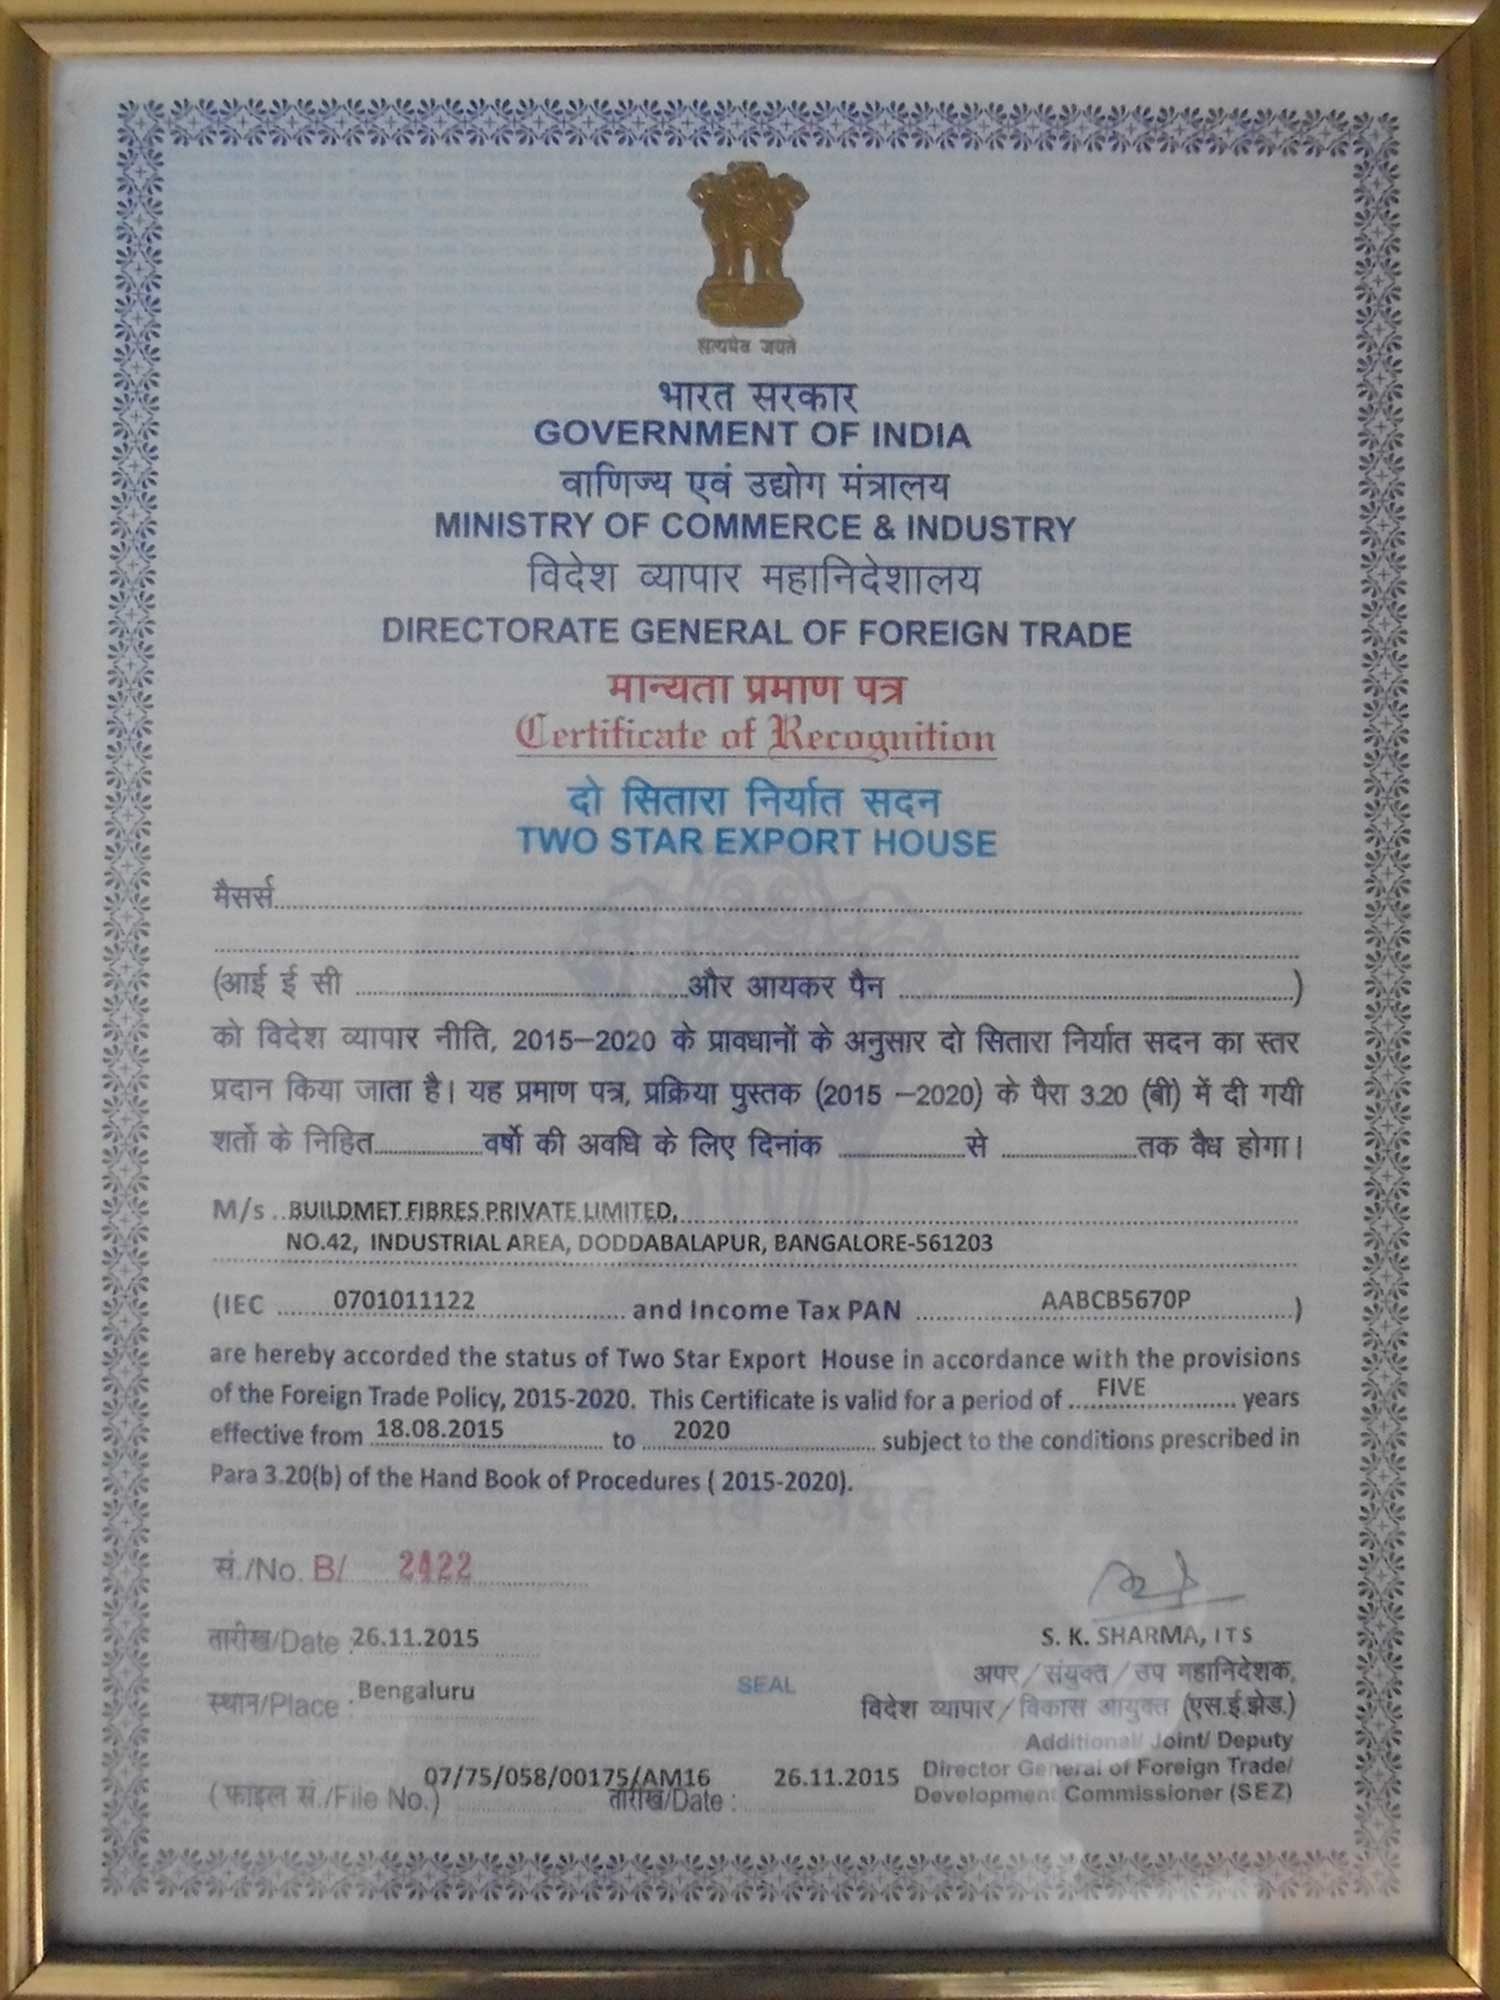 सत्यमेव जयते
भारत सरकार
GOVERNMENT OF INDIA
वाणिज्य एवं उद्योग मंत्रालय
MINISTRY OF COMMERCE & INDUSTRY
विदेश व्यापार महानिदेशालय
DIRECTORATE GENERAL OF FOREIGN TRADE
मान्यता प्रमाण पत्र
Certificate of Recognition
दो सितारा निर्यात सदन
TWO STAR EXPORT HOUSE
मैसर्स
(आई ई सी और आयकर पैन )
को विदेश व्यापार नीति, 2015–2020 के प्रावधानों के अनुसार दो सितारा निर्यात सदन का स्तर
प्रदान किया जाता है। यह प्रमाण पत्र, प्रक्रिया पुस्तक (2015 –2020) के पैरा 3.20 (बी) में दी गयी
शर्तो के निहित वर्षो की अवधि के लिए दिनांक से तक वैध होगा।
M/s BUILDMET FIBRES PRIVATE LIMITED,
NO.42, INDUSTRIAL AREA, DODDABALAPUR, BANGALORE-561203
(IEC 0701011122 and Income Tax PAN AABCB5670P )
are hereby accorded the status of Two Star Export House in accordance with the provisions
of the Foreign Trade Policy, 2015-2020. This Certificate is valid for a period of FIVE years
effective from 18.08.2015 to 2020 subject to the conditions prescribed in
Para 3.20(b) of the Hand Book of Procedures ( 2015-2020).
सं./No. B/ 2422
तारीख/Date : 26.11.2015
स्थान/Place : Bengaluru
SEAL
S. K. SHARMA, ITS
अपर/संयुक्त/उप महानिदेशक,
विदेश व्यापार/विकास आयुक्त (एस.ई.झेड.)
Additional/ Joint/ Deputy
Director General of Foreign Trade/
Development Commissioner (SEZ)
(फाइल सं./File No.) 07/75/058/00175/AM16 तारीख/Date : 26.11.2015